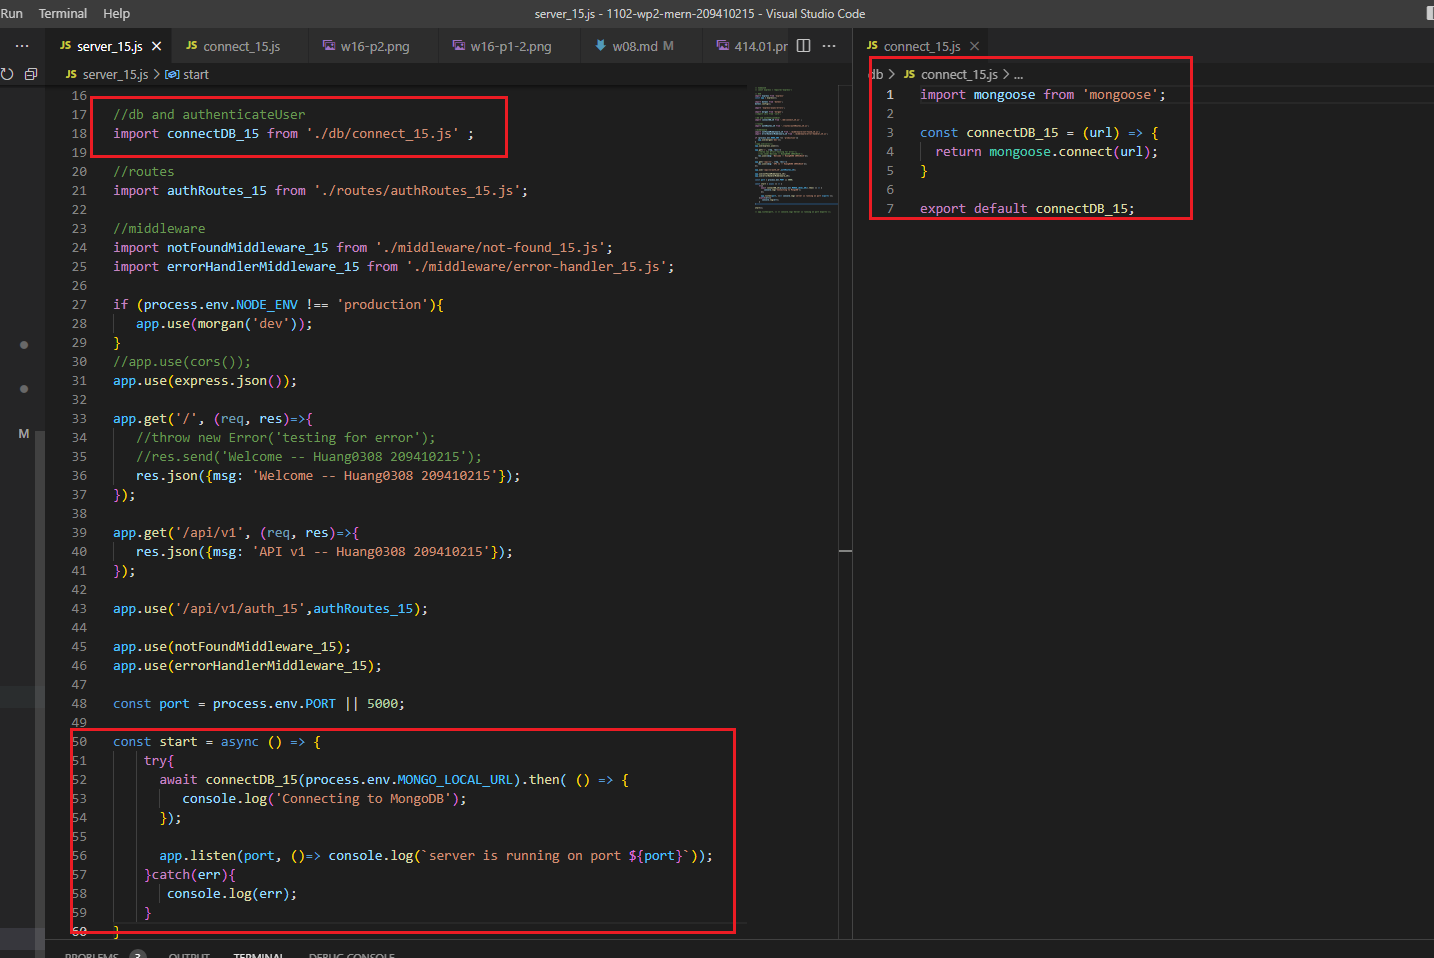 Run Terminal Help server_15.js - 1102-wp2-mern-209410215 - Visual Studio Code
··· JS server_15.js × JS connect_15.js w16-p2.png w16-p1-2.png w08.md M 414.01.pr ···
JS server_15.js > start
16
17 //db and authenticateUser
18 import connectDB_15 from './db/connect_15.js' ;
19
20 //routes
21 import authRoutes_15 from './routes/authRoutes_15.js';
22
23 //middleware
24 import notFoundMiddleware_15 from './middleware/not-found_15.js';
25 import errorHandlerMiddleware_15 from './middleware/error-handler_15.js';
26
27 if (process.env.NODE_ENV !== 'production'){
28 app.use(morgan('dev'));
29 }
30 //app.use(cors());
31 app.use(express.json());
32
33 app.get('/', (req, res)=>{
34 //throw new Error('testing for error');
35 //res.send('Welcome -- Huang0308 209410215');
36 res.json({msg: 'Welcome -- Huang0308 209410215'});
37 });
38
39 app.get('/api/v1', (req, res)=>{
40 res.json({msg: 'API v1 -- Huang0308 209410215'});
41 });
42
43 app.use('/api/v1/auth_15',authRoutes_15);
44
45 app.use(notFoundMiddleware_15);
46 app.use(errorHandlerMiddleware_15);
47
48 const port = process.env.PORT || 5000;
49
50 const start = async () => {
51 try{
52 await connectDB_15(process.env.MONGO_LOCAL_URL).then( () => {
53 console.log('Connecting to MongoDB');
54 });
55
56 app.listen(port, ()=> console.log(`server is running on port ${port}`));
57 }catch(err){
58 console.log(err);
59 }
60 }
M
PROBLEMS 3 OUTPUT TERMINAL DEBUG CONSOLE
JS connect_15.js ×
db > JS connect_15.js > ...
1 import mongoose from 'mongoose';
2
3 const connectDB_15 = (url) => {
4 return mongoose.connect(url);
5 }
6
7 export default connectDB_15;